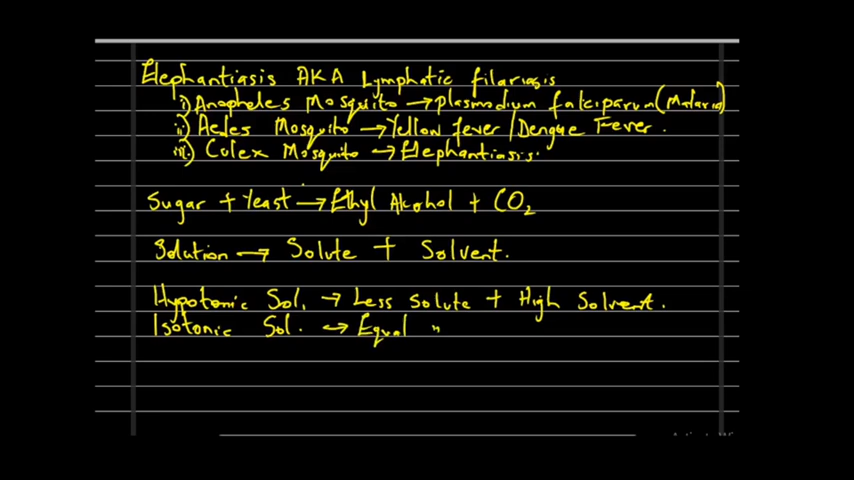 Elephantiasis AKA Lymphatic filariasis
i) Anopheles Mosquito → plasmodium falciparum (Malaria)
ii) Aedes Mosquito → Yellow fever / Dengue Fever.
iii) Culex Mosquito → Elephantiasis.
Sugar + Yeast → Ethyl Alcohol + CO₂
Solution → Solute + Solvent.
Hypotonic Sol. → Less Solute + High Solvent.
Isotonic Sol. → Equal "